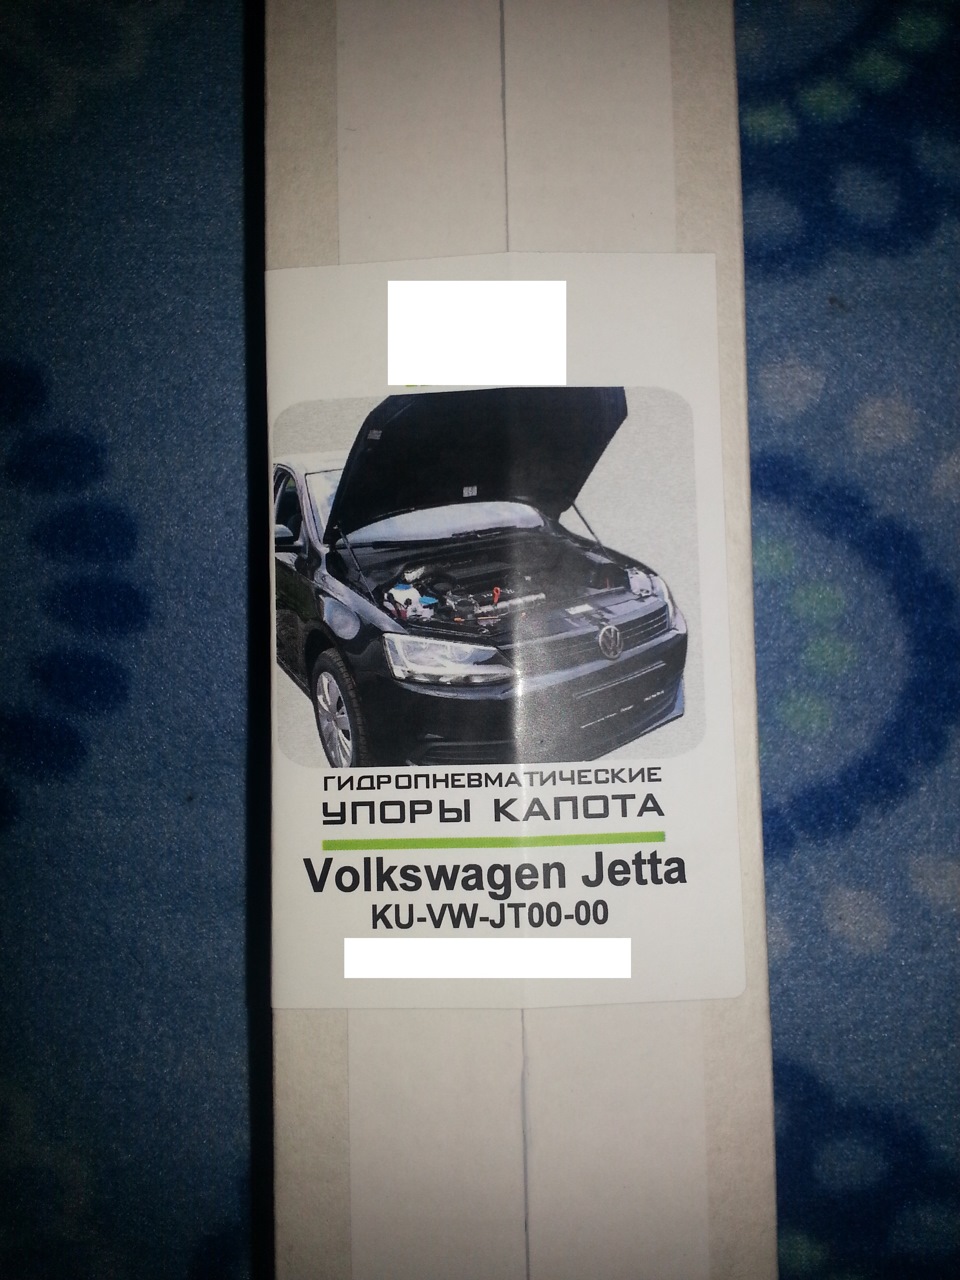 ГИДРОПНЕВМАТИЧЕСКИЕ
УПОРЫ КАПОТА
Volkswagen Jetta
KU-VW-JT00-00